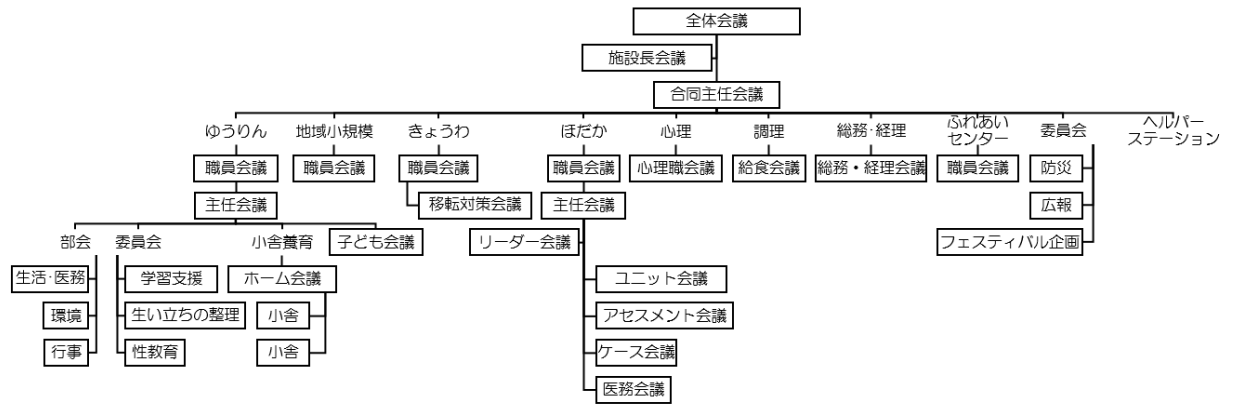 全体会議
施設長会議
合同主任会議
ゆうりん
地域小規模
きょうわ
ほだか
心理
調理
総務・経理
ふれあい
センター
委員会
ヘルパー
ステーション
職員会議
職員会議
職員会議
職員会議
心理職会議
給食会議
総務・経理会議
職員会議
防災
主任会議
移転対策会議
主任会議
広報
部会
委員会
小舎養育
子ども会議
リーダー会議
フェスティバル企画
生活・医務
学習支援
ホーム会議
ユニット会議
環境
生い立ちの整理
小舎
アセスメント会議
行事
性教育
小舎
ケース会議
医務会議